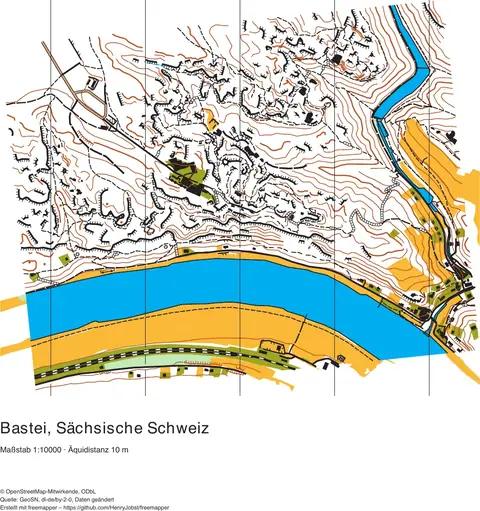 Bastei, Sächsische Schweiz
Maßstab 1:10000 · Äquidistanz 10 m
© OpenStreetMap-Mitwirkende, ODbL
Quelle: GeoSN, dl-de/by-2-0, Daten geändert
Erstellt mit freemapper – https://github.com/HenryJobst/freemapper